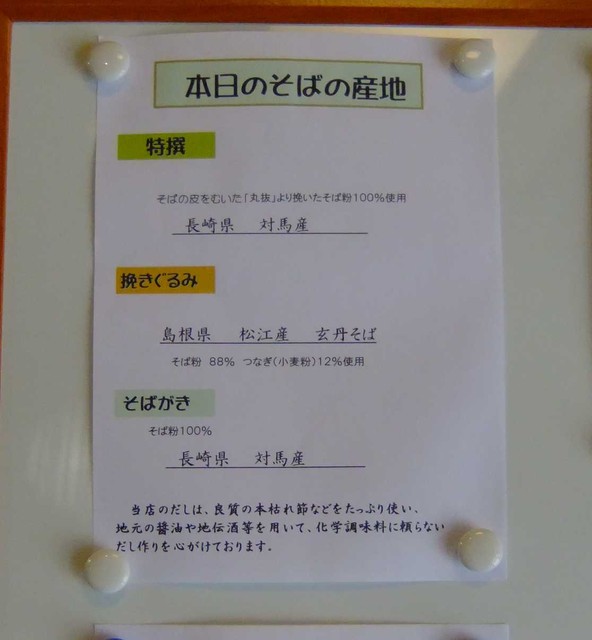 本日のそばの産地
特撰
そばの皮をむいた「丸抜」より挽いたそば粉100%使用
長崎県 対馬産
挽きぐるみ
島根県 松江産 玄丹そば
そば粉 88% つなぎ(小麦粉)12%使用
そばがき
そば粉100%
長崎県 対馬産
当店のだしは、良質の本枯れ節などをたっぷり使い、
地元の醤油や地伝酒等を用いて、化学調味料に頼らない
だし作りを心がけております。